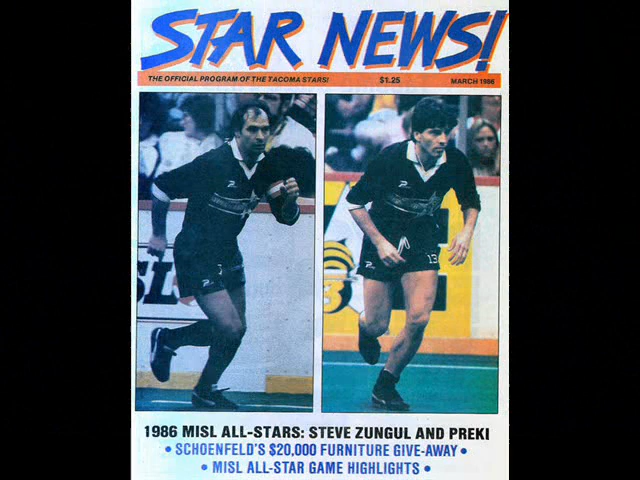 STAR NEWS!
THE OFFICIAL PROGRAM OF THE TACOMA STARS! $1.25 MARCH 1986
13
3
1986 MISL ALL-STARS: STEVE ZUNGUL AND PREKI
• SCHOENFELD'S $20,000 FURNITURE GIVE-AWAY •
• MISL ALL-STAR GAME HIGHLIGHTS •